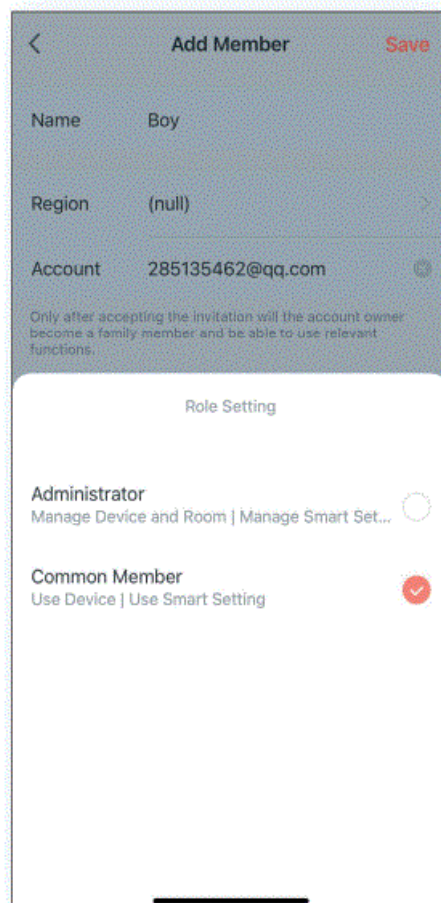 Add Member
Save
Name
Boy
Region
(null)
Account
285135462@qq.com
Only after accepting the invitation will the account owner
become a family member and be able to use relevant
functions.
Role Setting
Administrator
Manage Device and Room | Manage Smart Set...
Common Member
Use Device | Use Smart Setting